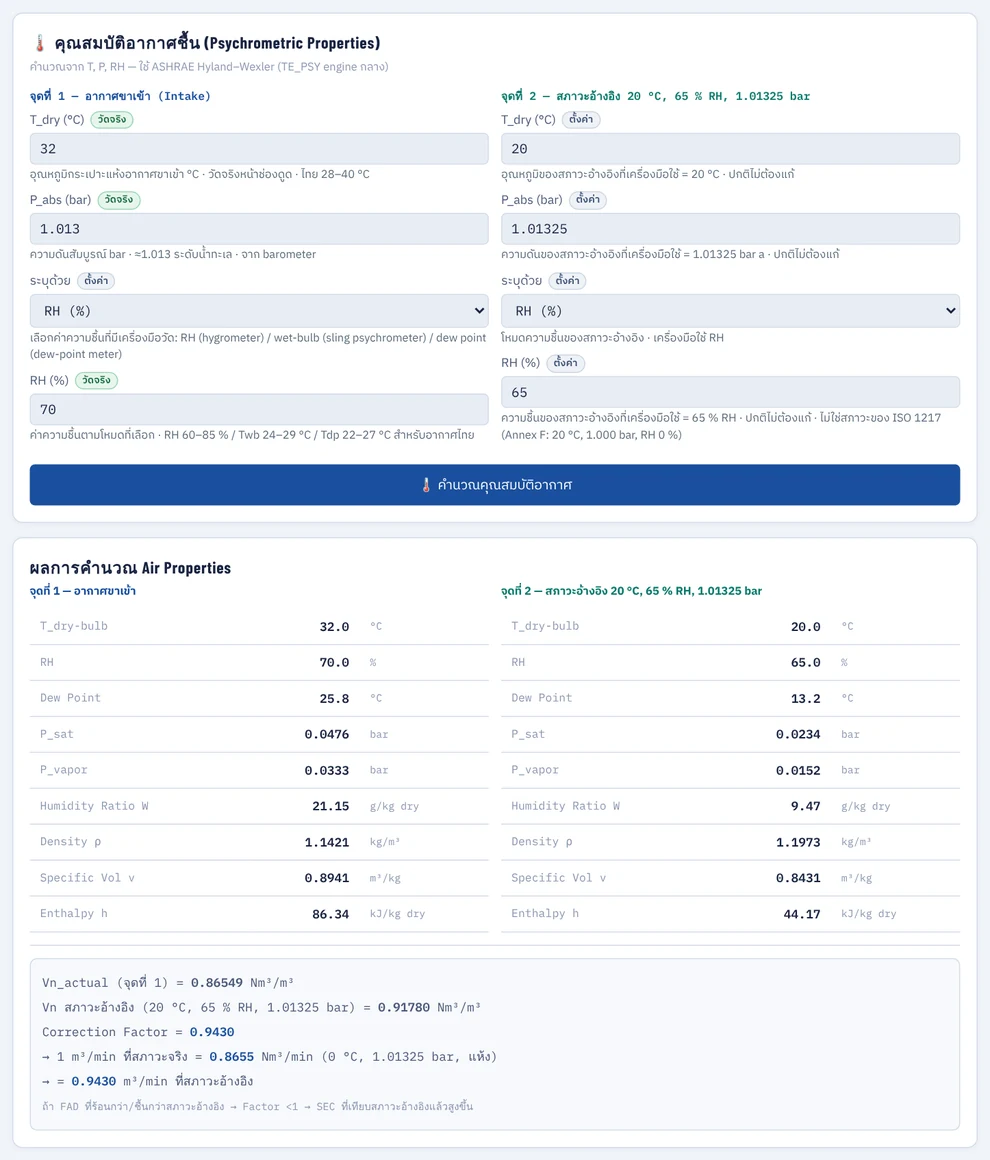 🌡️ คุณสมบัติอากาศชื้น (Psychrometric Properties)
คำนวณจาก T, P, RH — ใช้ ASHRAE Hyland–Wexler (TE_PSY engine กลาง)
จุดที่ 1 — อากาศขาเข้า (Intake)
T_dry (°C) วัดจริง
32
อุณหภูมิกระเปาะแห้งอากาศขาเข้า °C · วัดจริงหน้าช่องดูด · ไทย 28–40 °C
P_abs (bar) วัดจริง
1.013
ความดันสัมบูรณ์ bar · ≈1.013 ระดับน้ำทะเล · จาก barometer
ระบุด้วย ตั้งค่า
RH (%)
เลือกค่าความชื้นที่มีเครื่องมือวัด: RH (hygrometer) / wet-bulb (sling psychrometer) / dew point
(dew-point meter)
RH (%) วัดจริง
70
ค่าความชื้นตามโหมดที่เลือก · RH 60–85 % / Twb 24–29 °C / Tdp 22–27 °C สำหรับอากาศไทย
จุดที่ 2 — สภาวะอ้างอิง 20 °C, 65 % RH, 1.01325 bar
T_dry (°C) ตั้งค่า
20
อุณหภูมิของสภาวะอ้างอิงที่เครื่องมือใช้ = 20 °C · ปกติไม่ต้องแก้
P_abs (bar) ตั้งค่า
1.01325
ความดันของสภาวะอ้างอิงที่เครื่องมือใช้ = 1.01325 bar a · ปกติไม่ต้องแก้
ระบุด้วย ตั้งค่า
RH (%)
โหมดความชื้นของสภาวะอ้างอิง · เครื่องมือใช้ RH
RH (%) ตั้งค่า
65
ความชื้นของสภาวะอ้างอิงที่เครื่องมือใช้ = 65 % RH · ปกติไม่ต้องแก้ · ไม่ใช่สภาวะของ ISO 1217
(Annex F: 20 °C, 1.000 bar, RH 0 %)
🌡️ คำนวณคุณสมบัติอากาศ
ผลการคำนวณ Air Properties
จุดที่ 1 — อากาศขาเข้า
T_dry-bulb 32.0 °C
RH 70.0 %
Dew Point 25.8 °C
P_sat 0.0476 bar
P_vapor 0.0333 bar
Humidity Ratio W 21.15 g/kg dry
Density ρ 1.1421 kg/m³
Specific Vol v 0.8941 m³/kg
Enthalpy h 86.34 kJ/kg dry
จุดที่ 2 — สภาวะอ้างอิง 20 °C, 65 % RH, 1.01325 bar
T_dry-bulb 20.0 °C
RH 65.0 %
Dew Point 13.2 °C
P_sat 0.0234 bar
P_vapor 0.0152 bar
Humidity Ratio W 9.47 g/kg dry
Density ρ 1.1973 kg/m³
Specific Vol v 0.8431 m³/kg
Enthalpy h 44.17 kJ/kg dry
Vn_actual (จุดที่ 1) = 0.86549 Nm³/m³
Vn สภาวะอ้างอิง (20 °C, 65 % RH, 1.01325 bar) = 0.91780 Nm³/m³
Correction Factor = 0.9430
→ 1 m³/min ที่สภาวะจริง = 0.8655 Nm³/min (0 °C, 1.01325 bar, แห้ง)
→ = 0.9430 m³/min ที่สภาวะอ้างอิง
ถ้า FAD ที่ร้อนกว่า/ชื้นกว่าสภาวะอ้างอิง → Factor <1 → SEC ที่เทียบสภาวะอ้างอิงแล้วสูงขึ้น